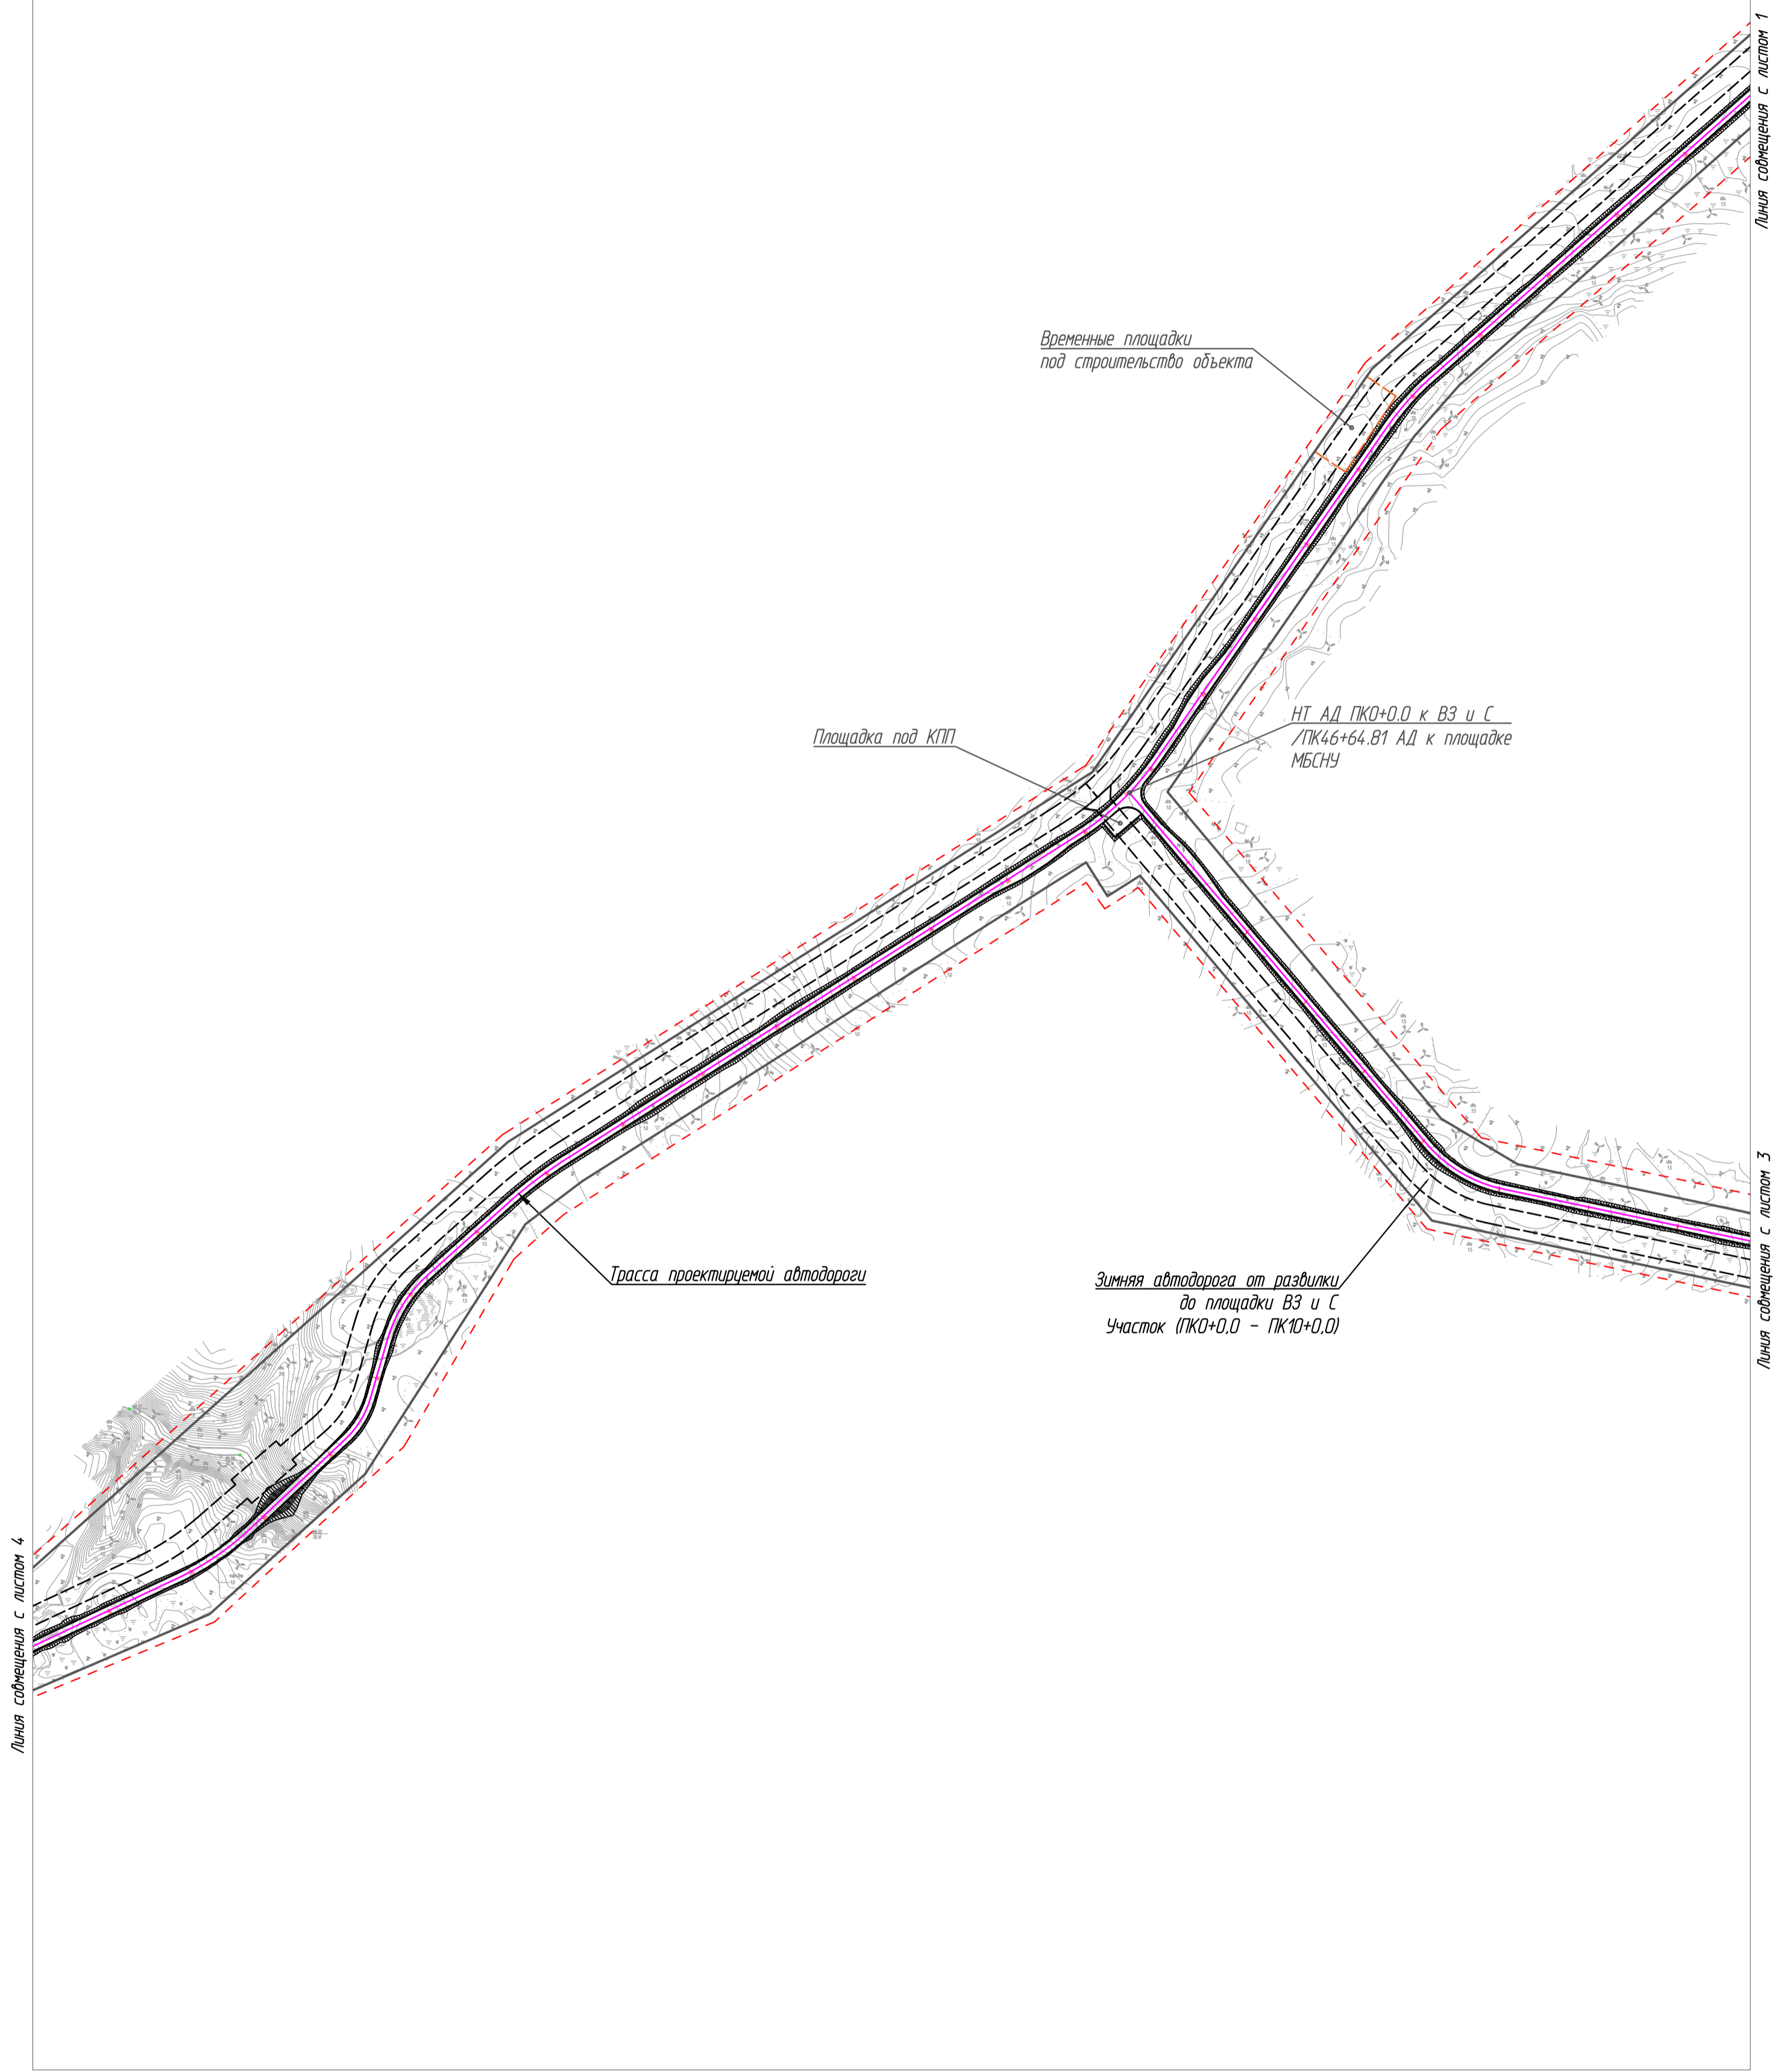 Линия совмещения с листом 1
Временные площадки
под строительство объекта
НТ АД ПК0+0.0 к ВЗ и С
/ПК46+64.81 АД к площадке
МБСНУ
Площадка под КПП
Трасса проектируемой автодороги
Зимняя автодорога от развилки
до площадки ВЗ и С
Участок (ПК0+0,0 - ПК10+0,0)
Линия совмещения с листом 3
Линия совмещения с листом 4